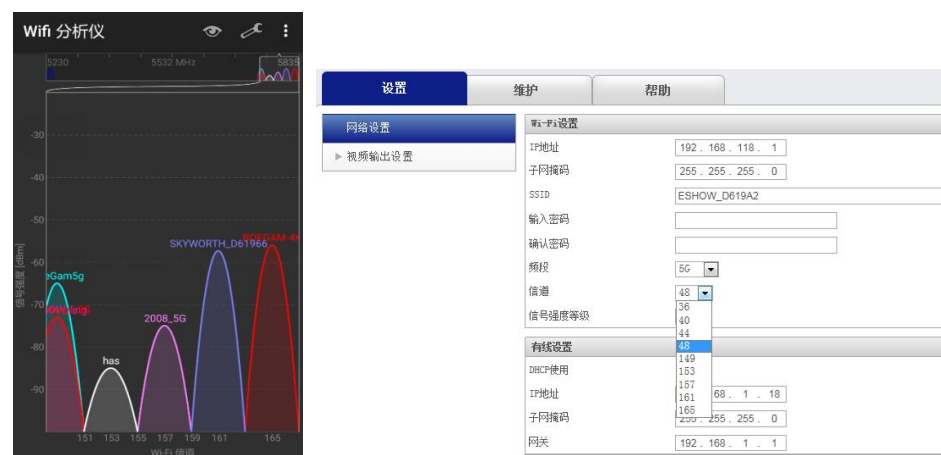 Wifi 分析仪
5230 5532 MHz 5835
-30
-40
-50
-60
-70
-80
-90
信号强度 [dBm]
SKYWORTH_D61966
eGam5g
2008_5G
has
151 153 155 157 159 161 165
Wi-Fi 信道
设置 维护 帮助
网络设置
▶ 视频输出设置
Wi-Fi设置
IP地址 192 . 168 . 118 . 1
子网掩码 255 . 255 . 255 . 0
SSID ESHOW_D619A2
输入密码
确认密码
频段 5G
信道 48
36
40
44
48
149
153
157
161
165
信号强度等级
有线设置
DHCP使用
IP地址 68 . 1 . 18
子网掩码 255 . 255 . 255 . 0
网关 192 . 168 . 1 . 1